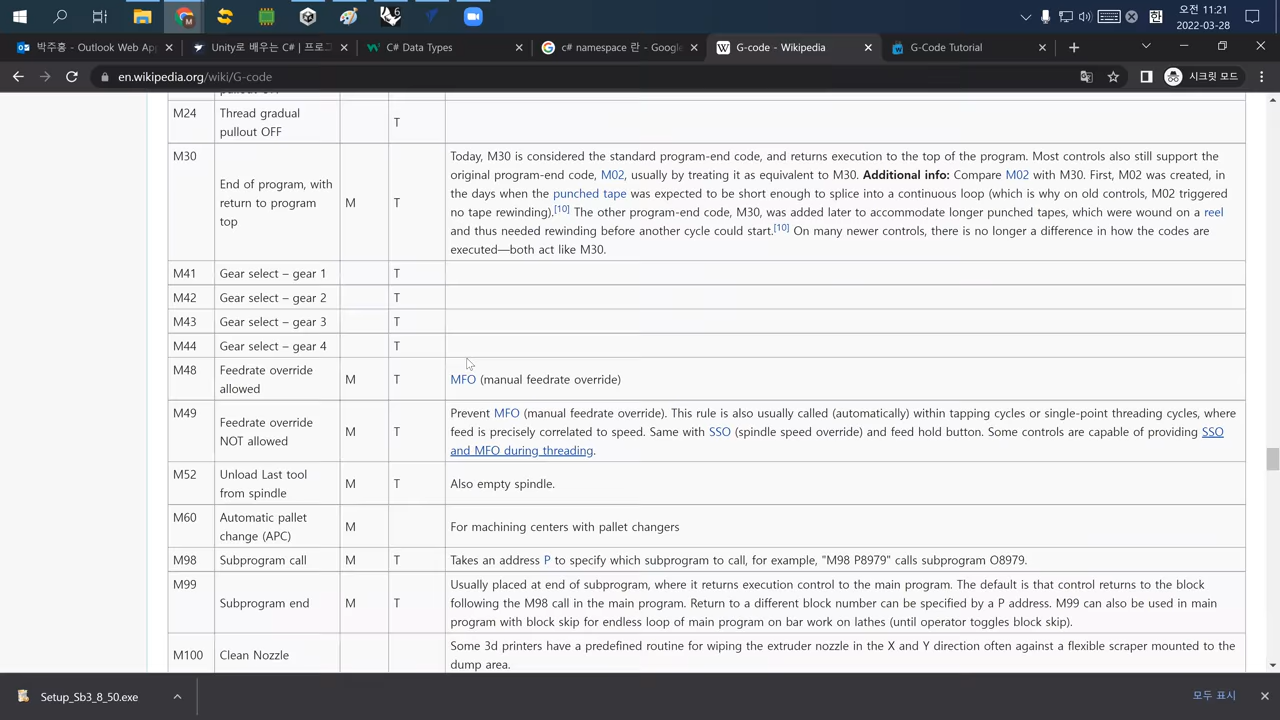 오전 11:21
한
2022-03-28
박주홍 - Outlook Web Ap
Unity로 배우는 C# | 프로그
C# Data Types
c# namespace 란 - Google
G-code - Wikipedia
G-Code Tutorial
en.wikipedia.org/wiki/G-code
시크릿 모드
M24
Thread gradual
pullout OFF
T
M30
End of program, with
return to program
top
M
T
Today, M30 is considered the standard program-end code, and returns execution to the top of the program. Most controls also still support the
original program-end code, M02, usually by treating it as equivalent to M30. Additional info: Compare M02 with M30. First, M02 was created, in
the days when the punched tape was expected to be short enough to splice into a continuous loop (which is why on old controls, M02 triggered
no tape rewinding).[10] The other program-end code, M30, was added later to accommodate longer punched tapes, which were wound on a reel
and thus needed rewinding before another cycle could start.[10] On many newer controls, there is no longer a difference in how the codes are
executed—both act like M30.
M41
Gear select – gear 1
T
M42
Gear select – gear 2
T
M43
Gear select – gear 3
T
M44
Gear select – gear 4
T
M48
Feedrate override
allowed
M
T
MFO (manual feedrate override)
M49
Feedrate override
NOT allowed
M
T
Prevent MFO (manual feedrate override). This rule is also usually called (automatically) within tapping cycles or single-point threading cycles, where
feed is precisely correlated to speed. Same with SSO (spindle speed override) and feed hold button. Some controls are capable of providing SSO
and MFO during threading.
M52
Unload Last tool
from spindle
M
T
Also empty spindle.
M60
Automatic pallet
change (APC)
M
For machining centers with pallet changers
M98
Subprogram call
M
T
Takes an address P to specify which subprogram to call, for example, "M98 P8979" calls subprogram O8979.
M99
Subprogram end
M
T
Usually placed at end of subprogram, where it returns execution control to the main program. The default is that control returns to the block
following the M98 call in the main program. Return to a different block number can be specified by a P address. M99 can also be used in main
program with block skip for endless loop of main program on bar work on lathes (until operator toggles block skip).
M100
Clean Nozzle
Some 3d printers have a predefined routine for wiping the extruder nozzle in the X and Y direction often against a flexible scraper mounted to the
dump area.
Setup_Sb3_8_50.exe
모두 표시